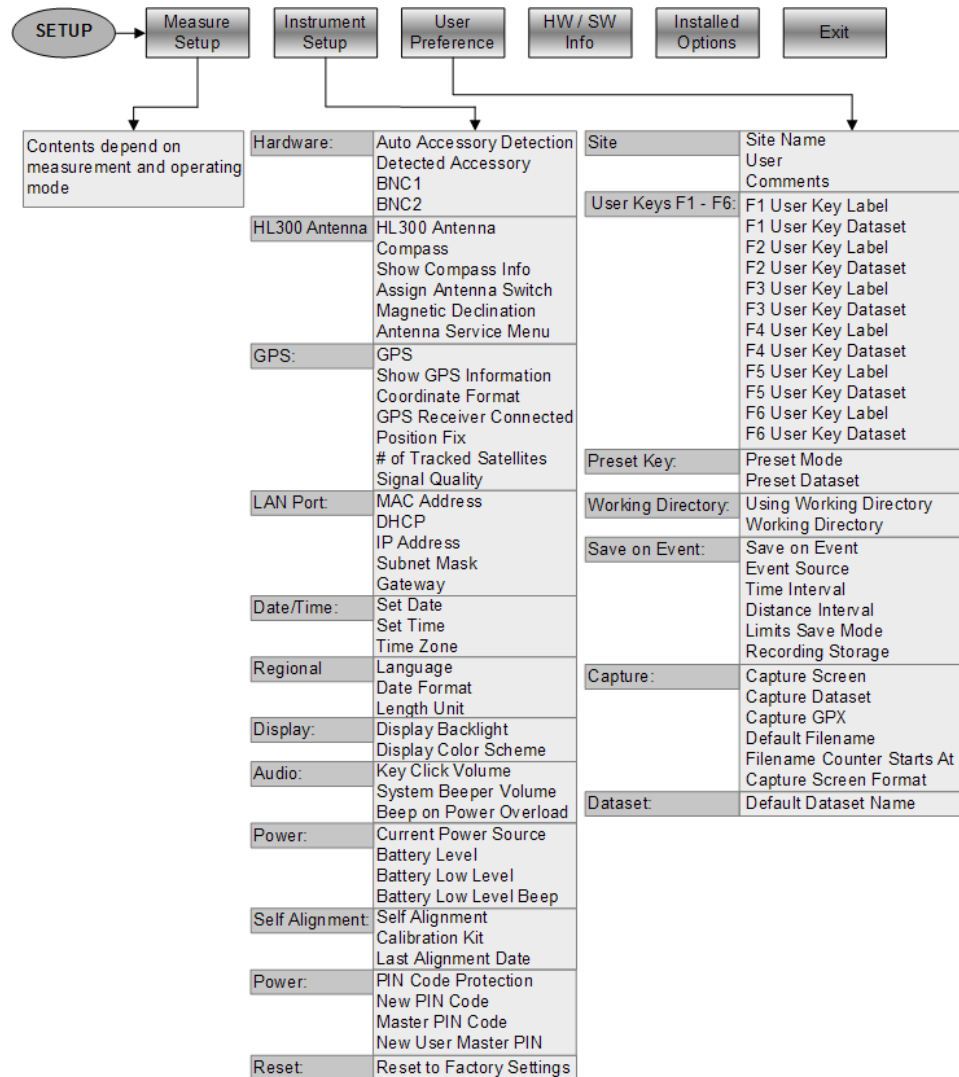 SETUP
Measure
Setup
Instrument
Setup
User
Preference
HW / SW
Info
Installed
Options
Exit
Contents depend on
measurement and operating
mode
Hardware:
Auto Accessory Detection
Detected Accessory
BNC1
BNC2
HL300 Antenna
HL300 Antenna
Compass
Show Compass Info
Assign Antenna Switch
Magnetic Declination
Antenna Service Menu
GPS:
GPS
Show GPS Information
Coordinate Format
GPS Receiver Connected
Position Fix
# of Tracked Satellites
Signal Quality
LAN Port:
MAC Address
DHCP
IP Address
Subnet Mask
Gateway
Date/Time:
Set Date
Set Time
Time Zone
Regional
Language
Date Format
Length Unit
Display:
Display Backlight
Display Color Scheme
Audio:
Key Click Volume
System Beeper Volume
Beep on Power Overload
Power:
Current Power Source
Battery Level
Battery Low Level
Battery Low Level Beep
Self Alignment:
Self Alignment
Calibration Kit
Last Alignment Date
Power:
PIN Code Protection
New PIN Code
Master PIN Code
New User Master PIN
Reset:
Reset to Factory Settings
Site
Site Name
User
Comments
User Keys F1 - F6:
F1 User Key Label
F1 User Key Dataset
F2 User Key Label
F2 User Key Dataset
F3 User Key Label
F3 User Key Dataset
F4 User Key Label
F4 User Key Dataset
F5 User Key Label
F5 User Key Dataset
F6 User Key Label
F6 User Key Dataset
Preset Key:
Preset Mode
Preset Dataset
Working Directory:
Using Working Directory
Working Directory
Save on Event:
Save on Event
Event Source
Time Interval
Distance Interval
Limits Save Mode
Recording Storage
Capture:
Capture Screen
Capture Dataset
Capture GPX
Default Filename
Filename Counter Starts At
Capture Screen Format
Dataset:
Default Dataset Name